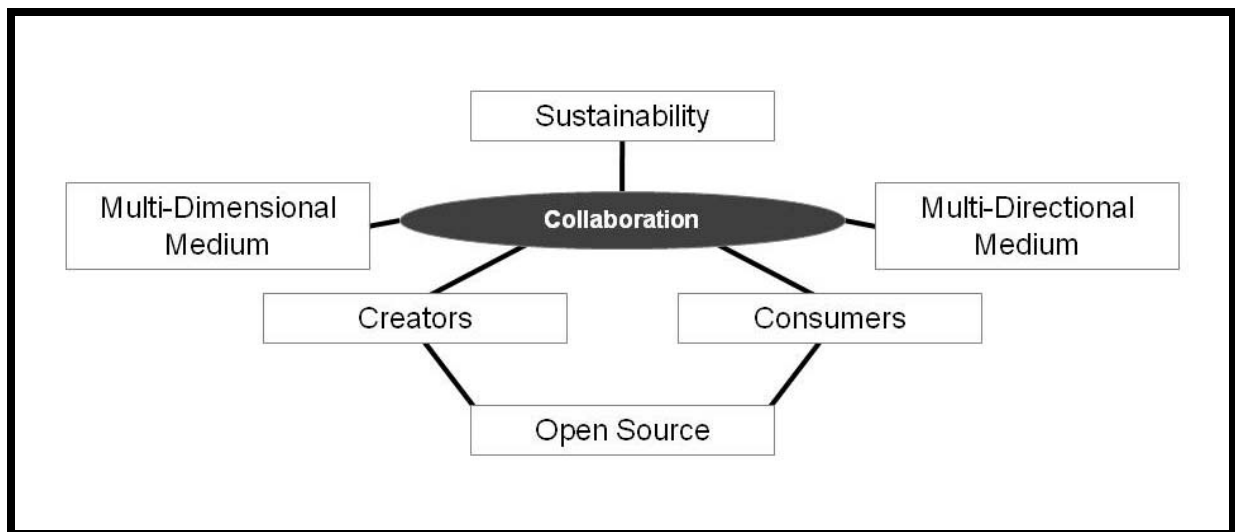 Sustainability
Multi-Dimensional
Medium
Collaboration
Multi-Directional
Medium
Creators
Consumers
Open Source